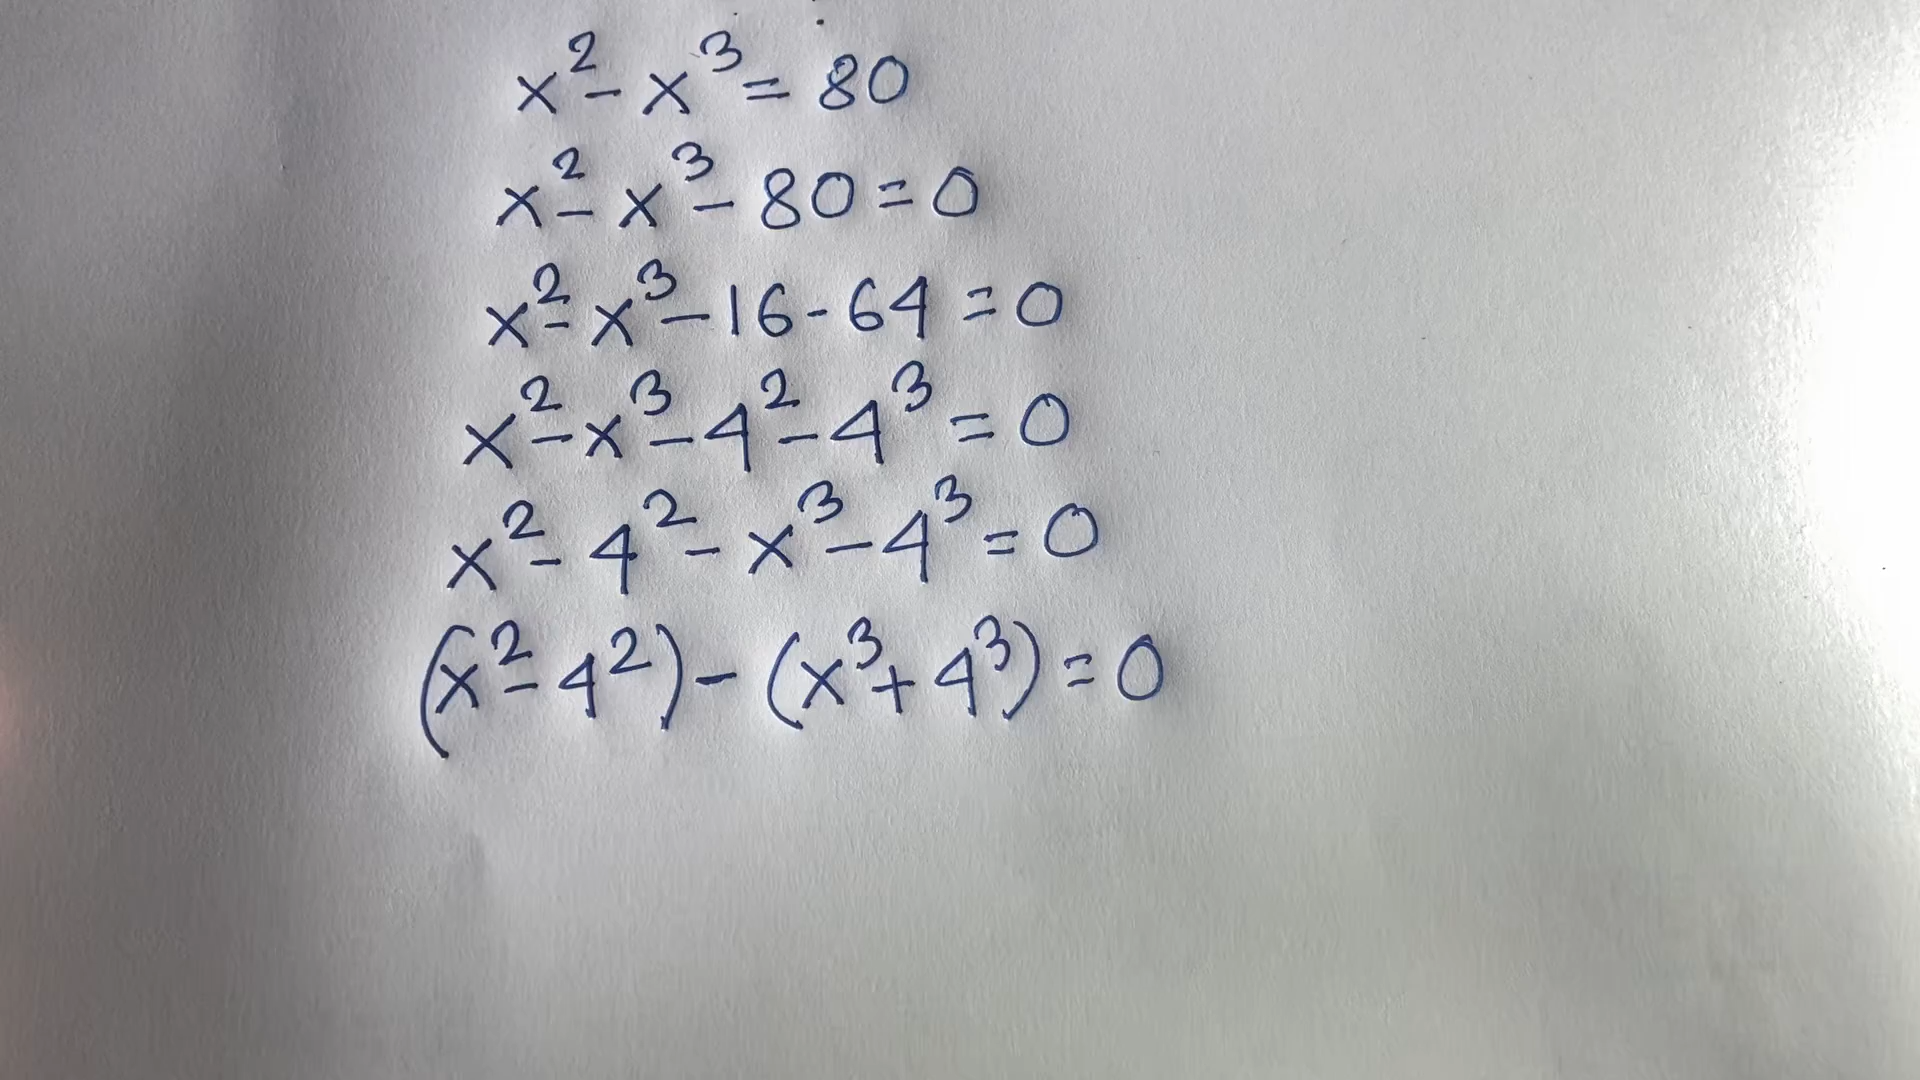 x² - x³ = 80
x² - x³ - 80 = 0
x² - x³ - 16 - 64 = 0
x² - x³ - 4² - 4³ = 0
x² - 4² - x³ - 4³ = 0
(x² - 4²) - (x³ + 4³) = 0